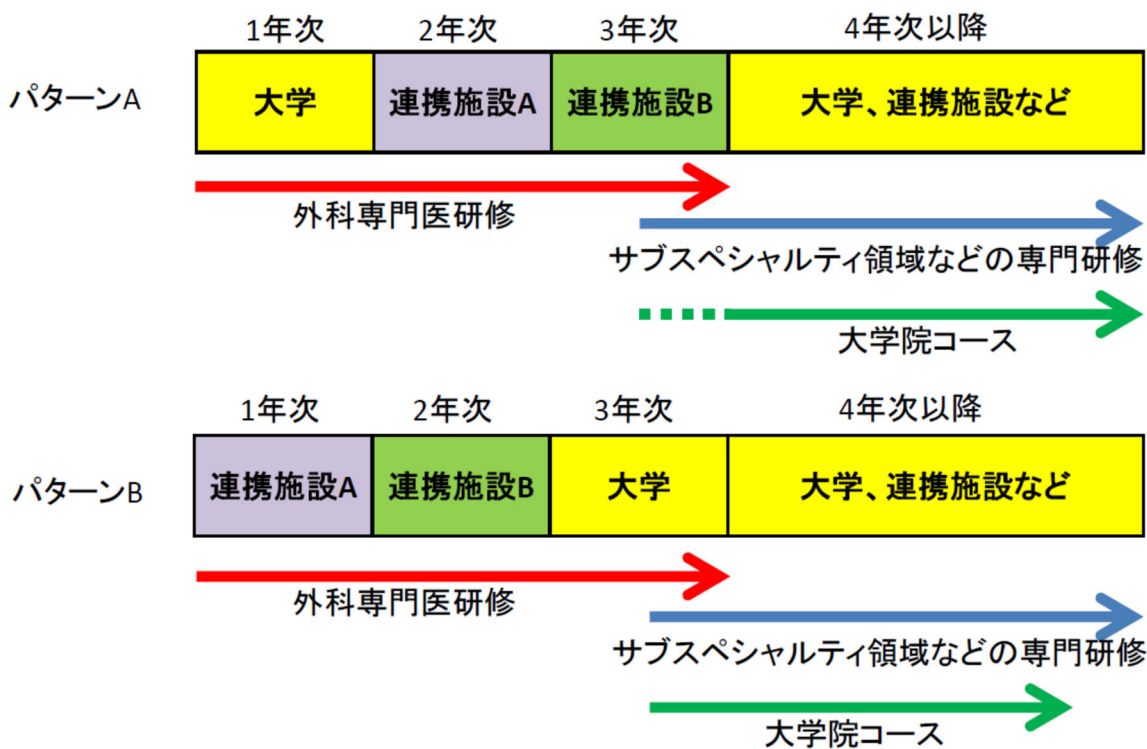 1年次 2年次 3年次 4年次以降
パターンA 大学 連携施設A 連携施設B 大学、連携施設など
外科専門医研修
サブスペシャルティ領域などの専門研修
大学院コース
1年次 2年次 3年次 4年次以降
パターンB 連携施設A 連携施設B 大学 大学、連携施設など
外科専門医研修
サブスペシャルティ領域などの専門研修
大学院コース